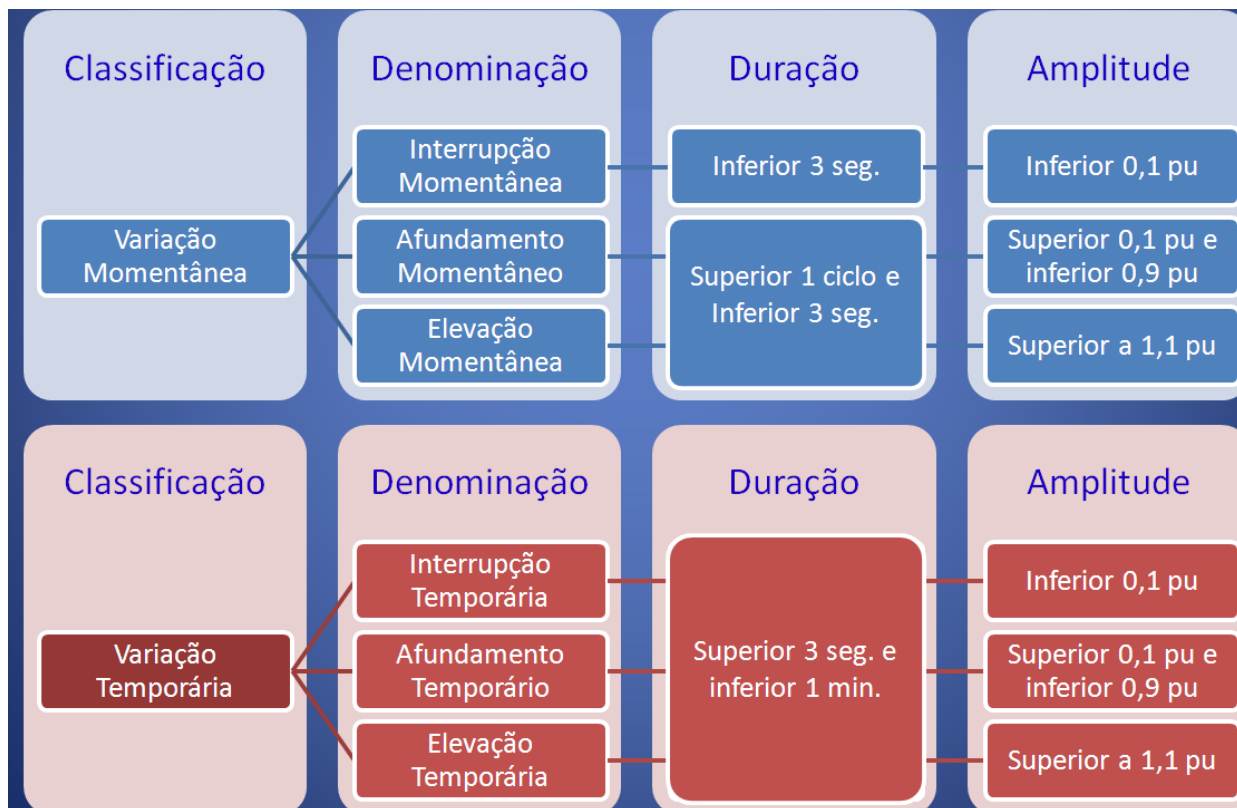 Classificação
Denominação
Duração
Amplitude
Variação
Momentânea
Interrupção
Momentânea
Inferior 3 seg.
Inferior 0,1 pu
Afundamento
Momentâneo
Superior 1 ciclo e
Inferior 3 seg.
Superior 0,1 pu e
inferior 0,9 pu
Elevação
Momentânea
Superior a 1,1 pu
Classificação
Denominação
Duração
Amplitude
Variação
Temporária
Interrupção
Temporária
Superior 3 seg. e
inferior 1 min.
Inferior 0,1 pu
Afundamento
Temporário
Superior 0,1 pu e
inferior 0,9 pu
Elevação
Temporária
Superior a 1,1 pu